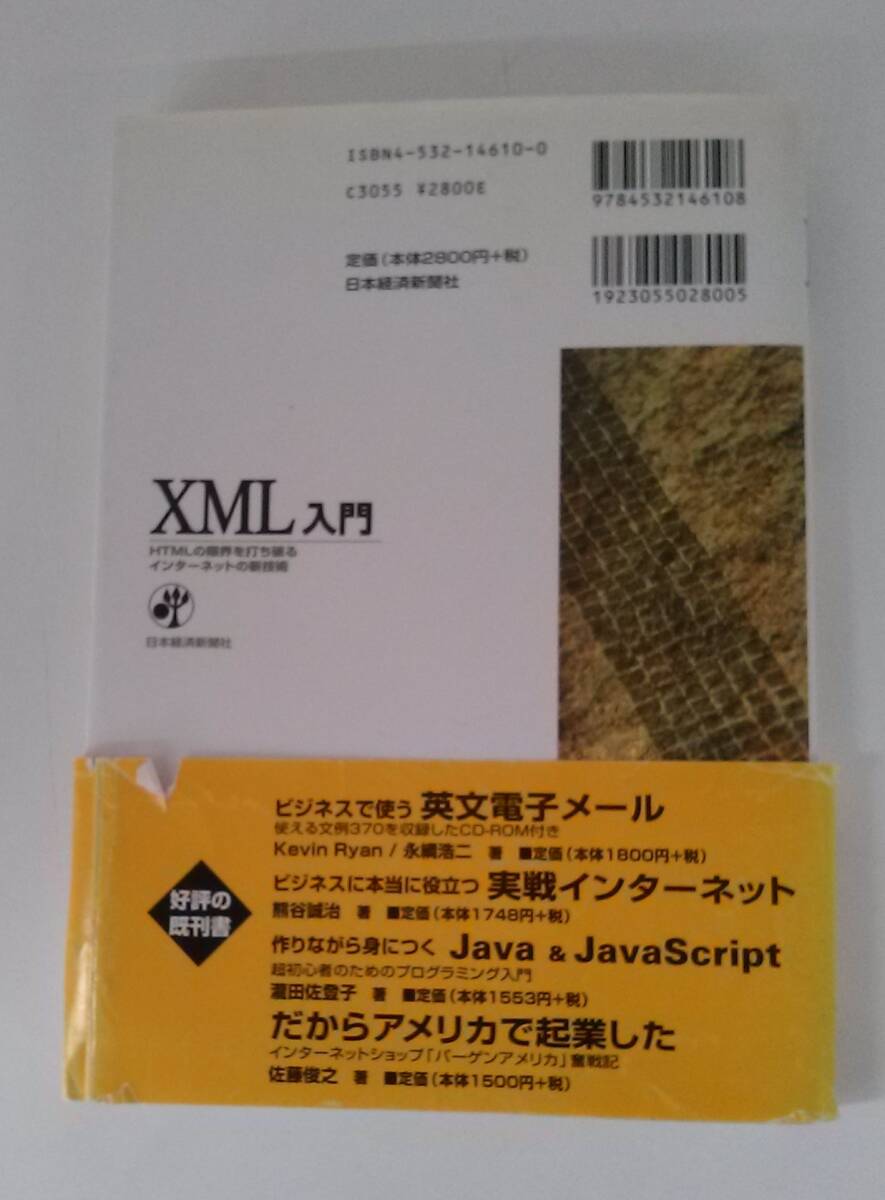 ISBN4-532-14610-0
C3055 ¥2800E
9784532146108
定価(本体2800円+税)
日本経済新聞社
1923055028005
XML入門
HTMLの限界を打ち破る
インターネットの新技術
日本経済新聞社
好評の
既刊書
ビジネスで使う 英文電子メール
使える文例370を収録したCD-ROM付き
Kevin Ryan / 永綱浩二 著 ■定価(本体1800円+税)
ビジネスに本当に役立つ 実戦インターネット
熊谷誠治 著 ■定価(本体1748円+税)
作りながら身につく Java & JavaScript
超初心者のためのプログラミング入門
瀧田佐登子 著 ■定価(本体1553円+税)
だからアメリカで起業した
インターネットショップ「バーゲンアメリカ」奮戦記
佐藤俊之 著 ■定価(本体1500円+税)